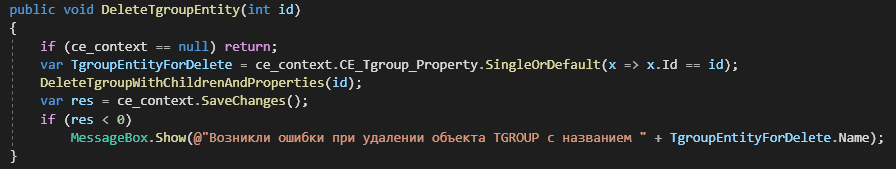 public void DeleteTgroupEntity(int id)
{
if (ce_context == null) return;
var TgroupEntityForDelete = ce_context.CE_Tgroup_Property.SingleOrDefault(x => x.Id == id);
DeleteTgroupWithChildrenAndProperties(id);
var res = ce_context.SaveChanges();
if (res < 0)
MessageBox.Show(@"Возникли ошибки при удалении объекта TGROUP с названием " + TgroupEntityForDelete.Name);
}